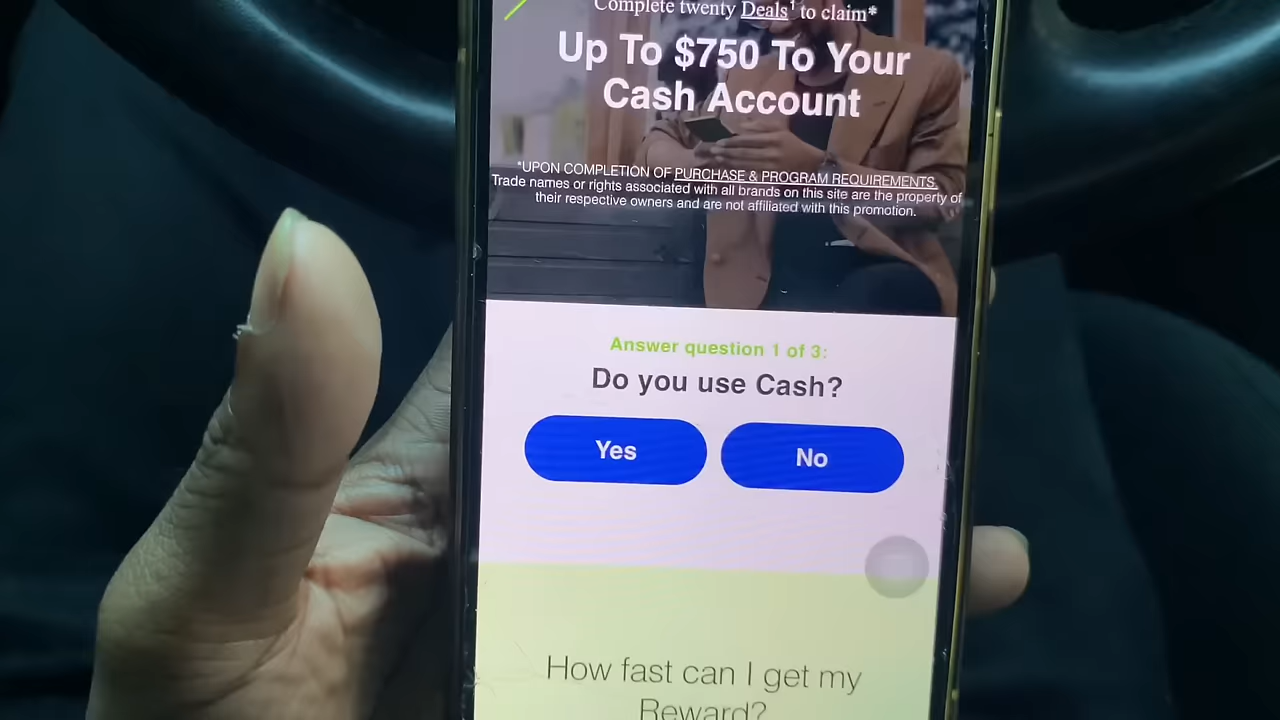 Complete twenty Deals¹ to claim*
Up To $750 To Your
Cash Account
*UPON COMPLETION OF PURCHASE & PROGRAM REQUIREMENTS.
Trade names or rights associated with all brands on this site are the property of
their respective owners and are not affiliated with this promotion.
Answer question 1 of 3:
Do you use Cash?
Yes
No
How fast can I get my
Reward?